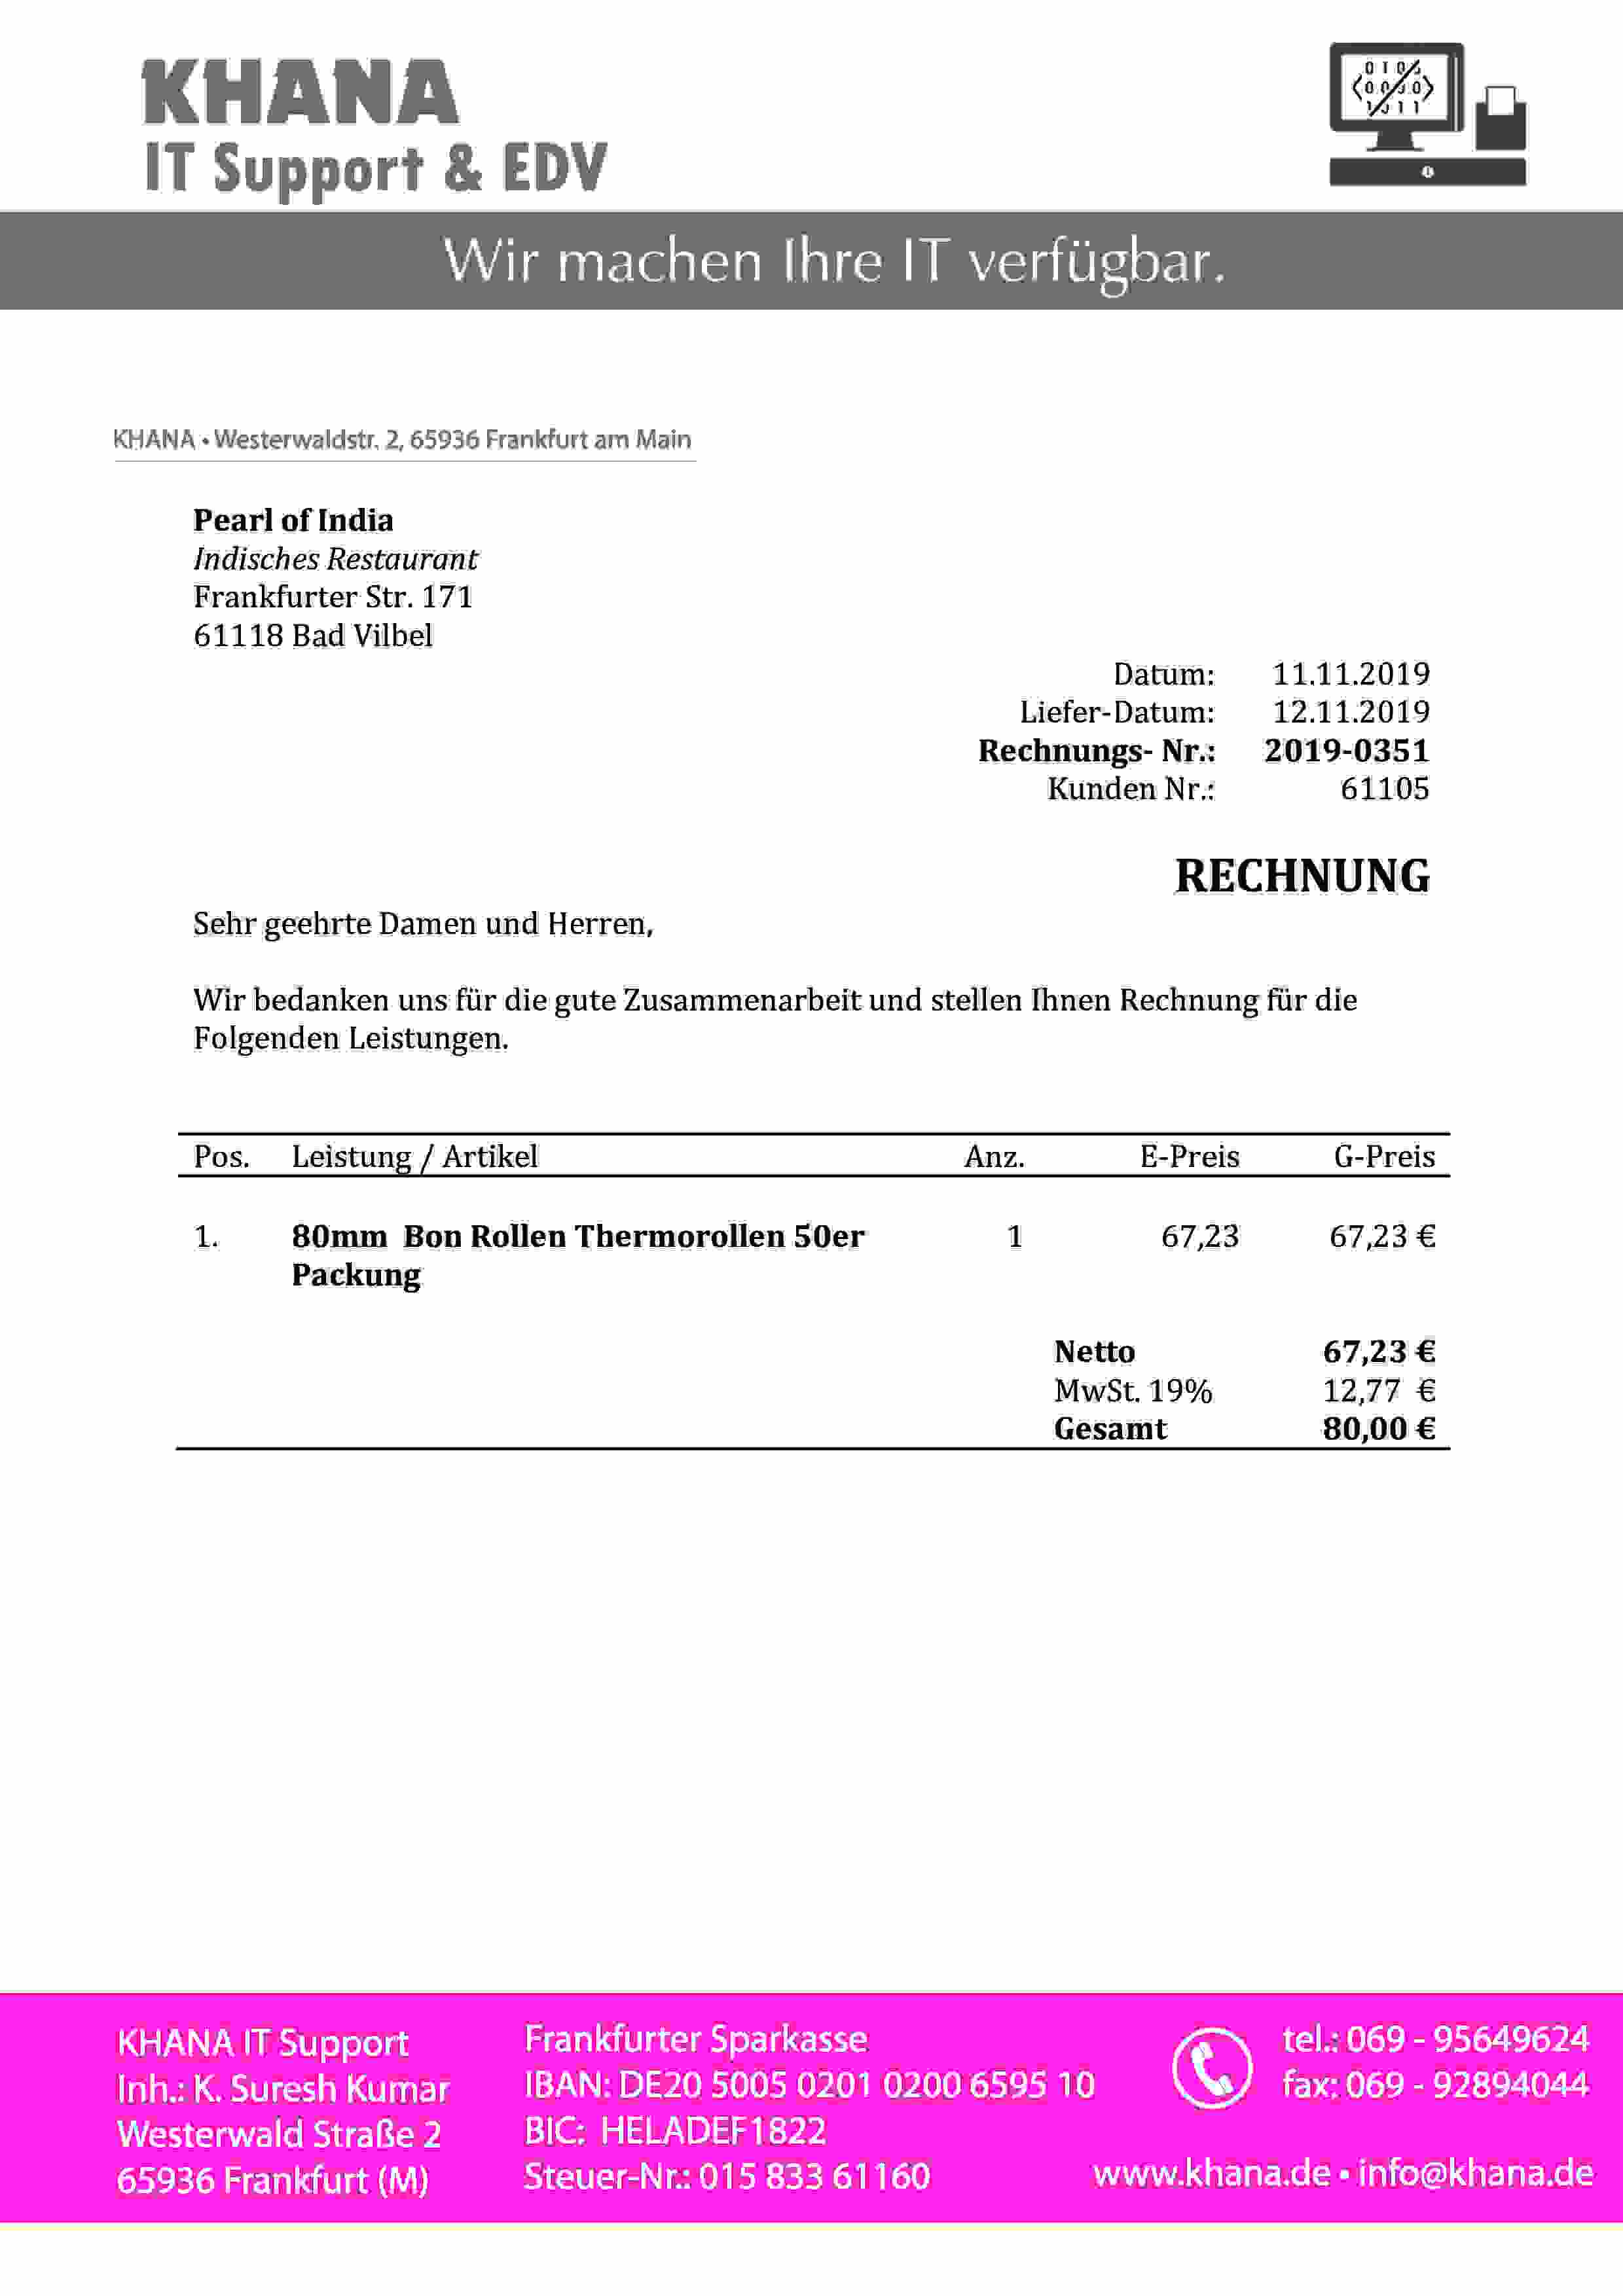 KHANA
IT Support & EDV
Wir machen Ihre IT verfügbar.
KHANA • Westerwaldstr. 2, 65936 Frankfurt am Main
Pearl of India
Indisches Restaurant
Frankfurter Str. 171
61118 Bad Vilbel
Datum: 11.11.2019
Liefer-Datum: 12.11.2019
Rechnungs- Nr.: 2019-0351
Kunden Nr.: 61105
RECHNUNG
Sehr geehrte Damen und Herren,
Wir bedanken uns für die gute Zusammenarbeit und stellen Ihnen Rechnung für die
Folgenden Leistungen.
Pos. Leistung / Artikel Anz. E-Preis G-Preis
1. 80mm Bon Rollen Thermorollen 50er 1 67,23 67,23 €
Packung
Netto 67,23 €
MwSt. 19% 12,77 €
Gesamt 80,00 €
KHANA IT Support
Inh.: K. Suresh Kumar
Westerwald Straße 2
65936 Frankfurt (M)
Frankfurter Sparkasse
IBAN: DE20 5005 0201 0200 6595 10
BIC: HELADEF1822
Steuer-Nr.: 015 833 61160
tel.: 069 - 95649624
fax: 069 - 92894044
www.khana.de • info@khana.de